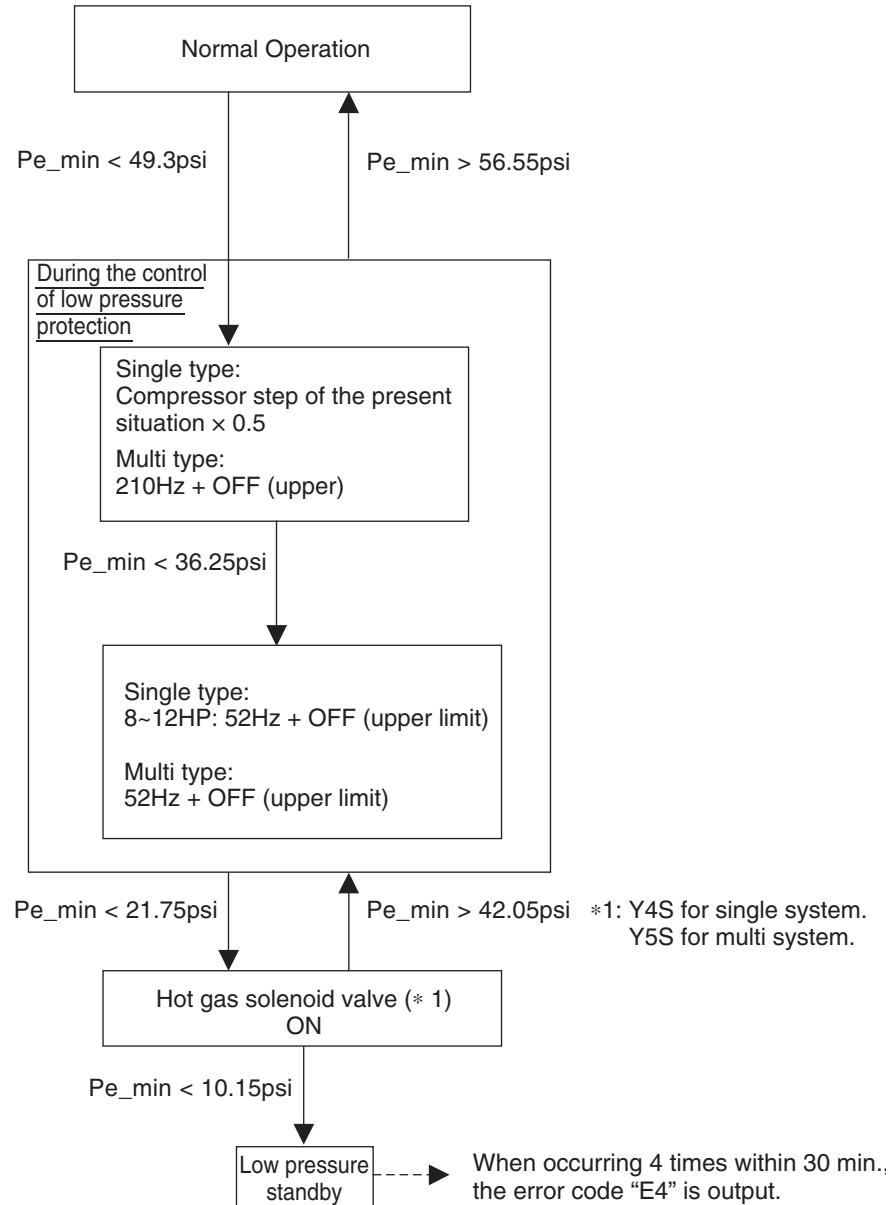 Normal Operation
Pe_min < 49.3psi
Pe_min > 56.55psi
During the control
of low pressure
protection
Single type:
Compressor step of the present
situation × 0.5
Multi type:
210Hz + OFF (upper)
Pe_min < 36.25psi
Single type:
8~12HP: 52Hz + OFF (upper limit)
Multi type:
52Hz + OFF (upper limit)
Pe_min < 21.75psi
Pe_min > 42.05psi
*1: Y4S for single system.
Y5S for multi system.
Hot gas solenoid valve (* 1)
ON
Pe_min < 10.15psi
Low pressure
standby
When occurring 4 times within 30 min.,
the error code “E4” is output.